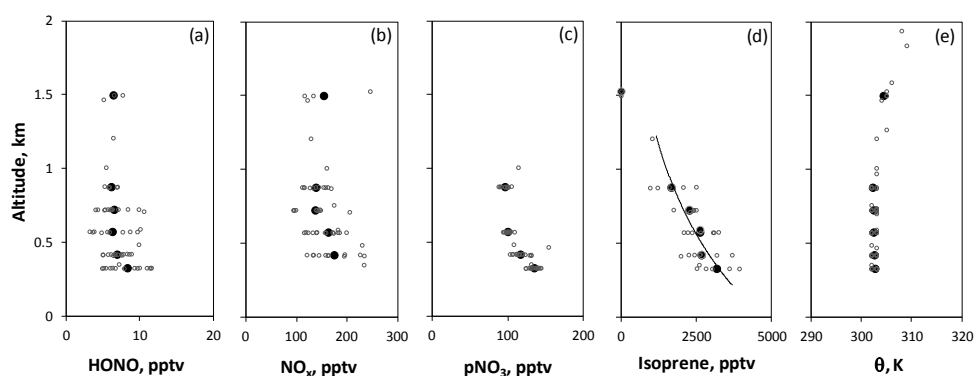 2
1.5
1
0.5
0
Altitude, km
(a)
0 10 20
HONO, pptv
(b)
0 100 200 300
NOx, pptv
(c)
0 100 200
pNO3, pptv
(d)
0 2500 5000
Isoprene, pptv
(e)
290 300 310 320
θ, K